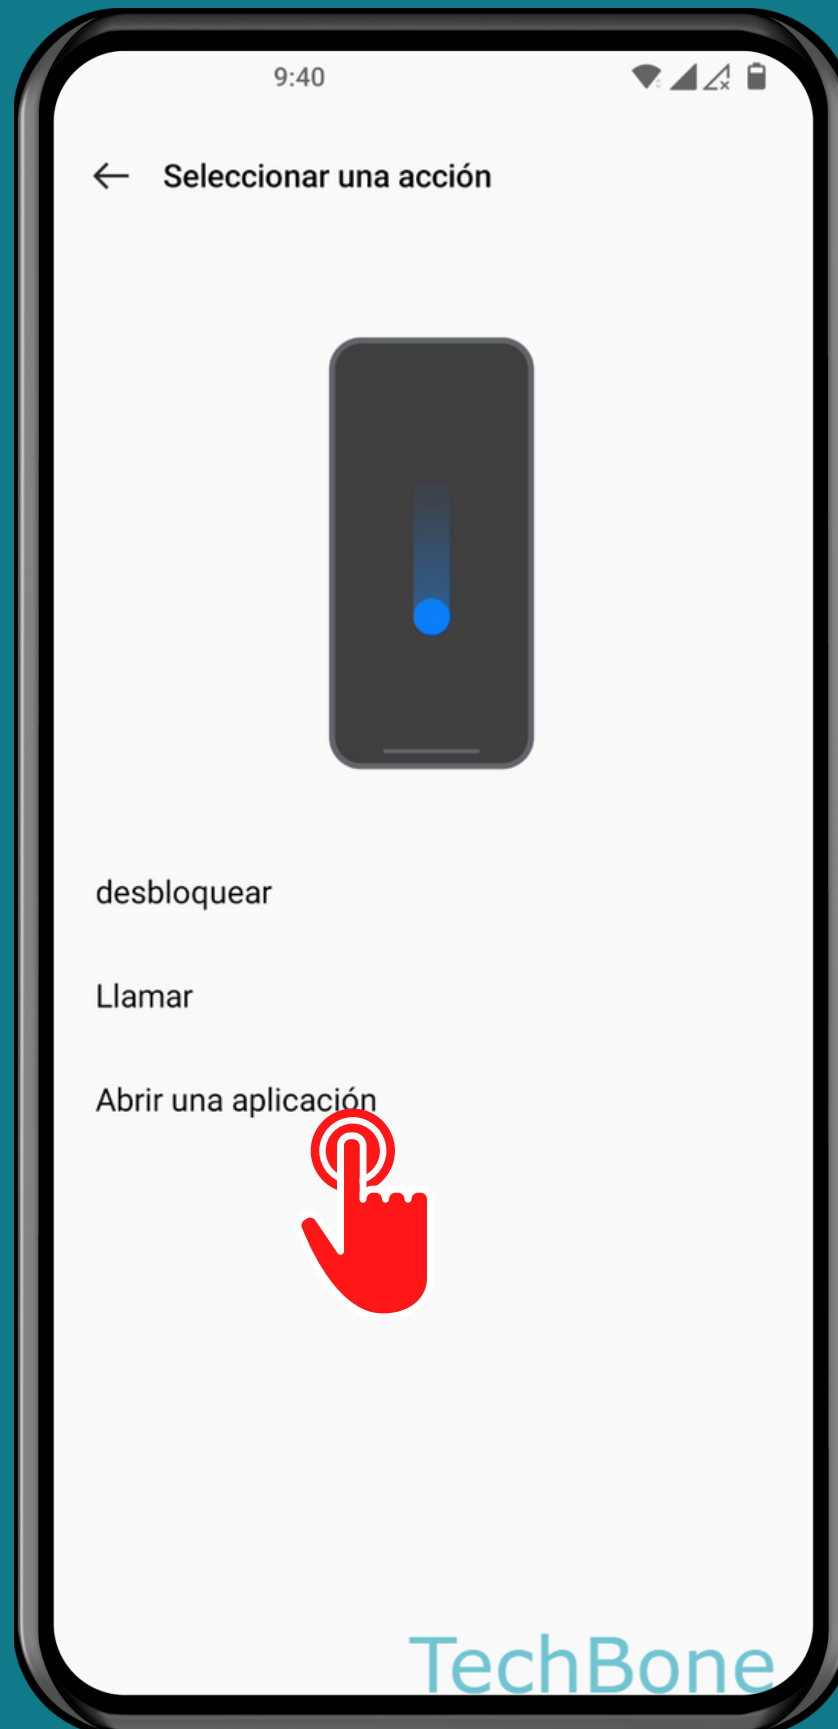 9:40
Seleccionar una acción
desbloquear
Llamar
Abrir una aplicación
TechBone